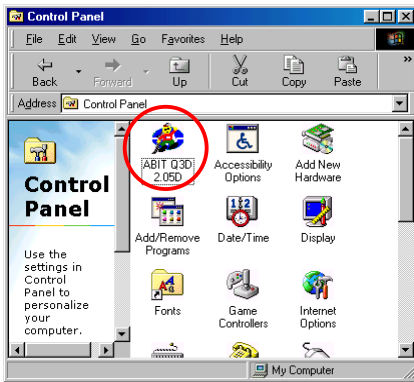 Control Panel
File Edit View Go Favorites Help
Back Forward Up Cut Copy Paste »
Address Control Panel
Control
Panel
Use the
settings in
Control
Panel to
personalize
your
computer.
ABIT Q3D
2.05D
Accessibility
Options
Add New
Hardware
Add/Remove
Programs
Date/Time
Display
Fonts
Game
Controllers
Internet
Options
My Computer